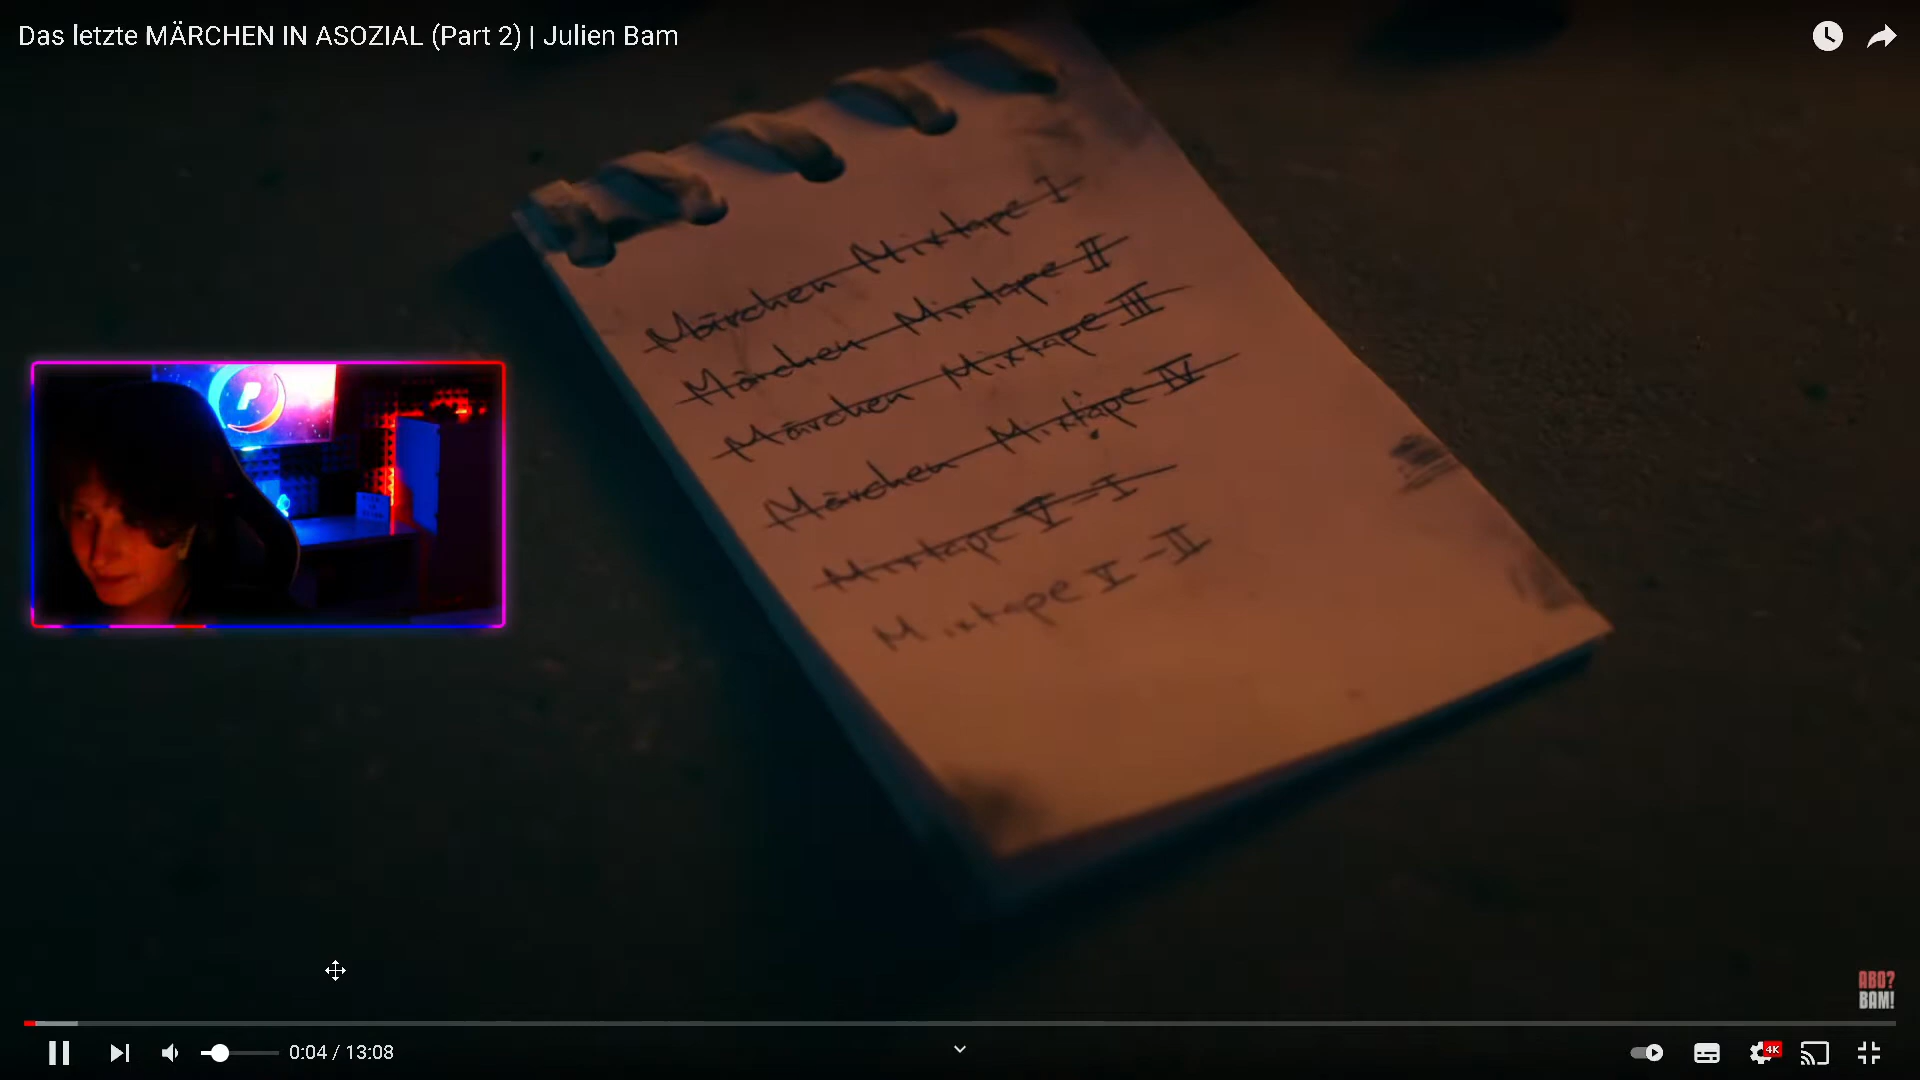 Das letzte MÄRCHEN IN ASOZIAL (Part 2) | Julien Bam
Märchen Mixtape I
Märchen Mixtape II
Märchen Mixtape III
Märchen Mixtape IV
Mixtape V-I
Mixtape V-II
P
ABO?
BAM!
0:04 / 13:08
4K